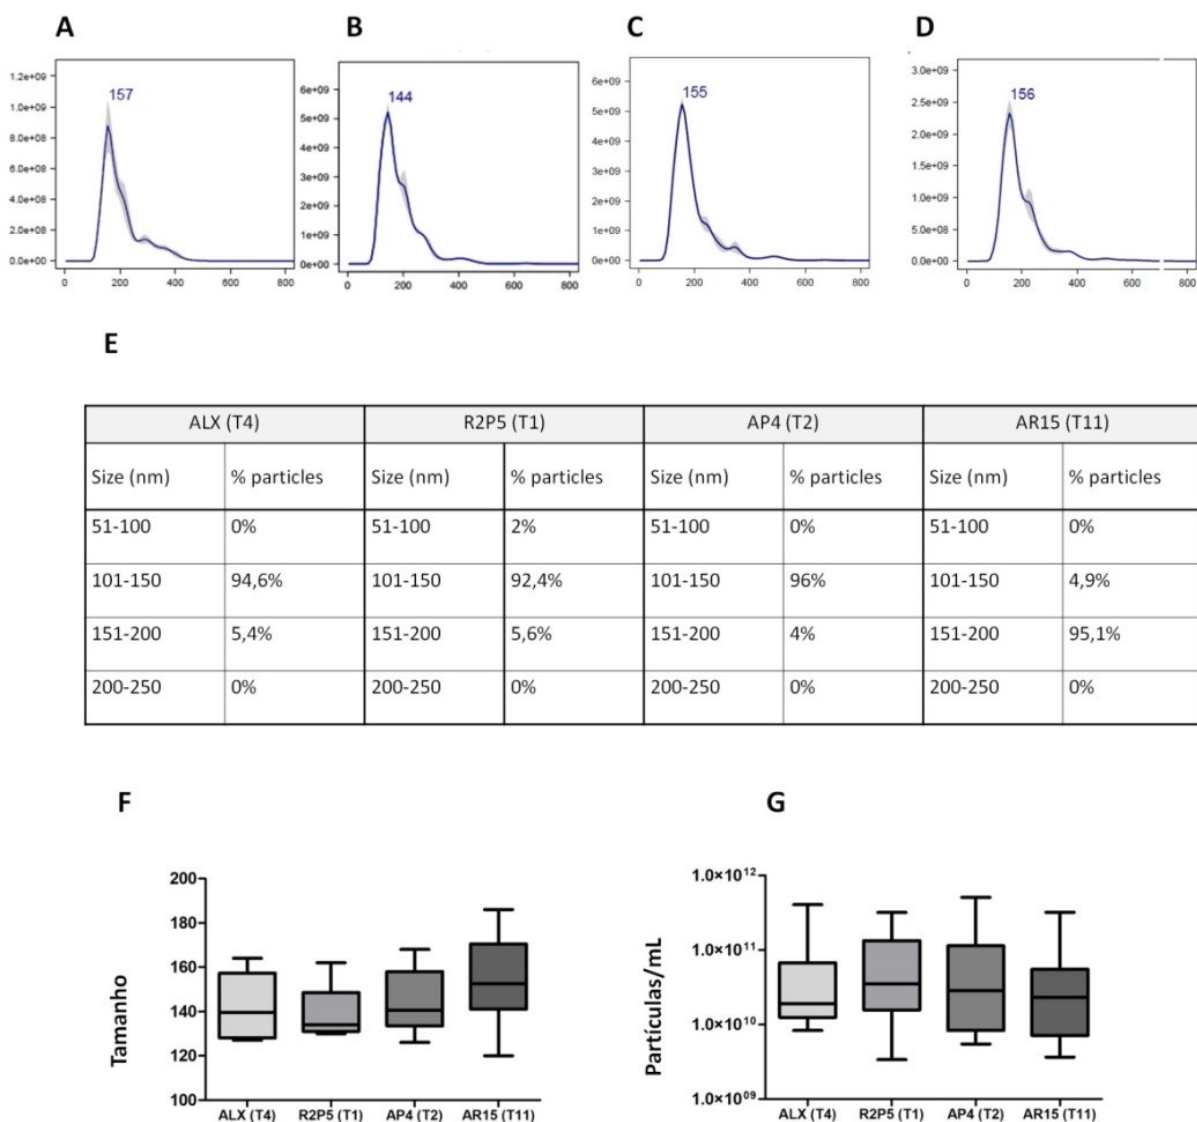 A
B
C
D
157
1.2e+09
1.0e+09
8.0e+08
6.0e+08
4.0e+08
2.0e+08
0.0e+00
0 200 400 600 800
144
6e+09
5e+09
4e+09
3e+09
2e+09
1e+09
0e+00
0 200 400 600 800
155
6e+09
5e+09
4e+09
3e+09
2e+09
1e+09
0e+00
0 200 400 600 800
156
3.0e+09
2.5e+09
2.0e+09
1.5e+09
1.0e+09
5.0e+08
0.0e+00
0 200 400 600 800
E
ALX (T4) R2P5 (T1) AP4 (T2) AR15 (T11)
Size (nm) % particles Size (nm) % particles Size (nm) % particles Size (nm) % particles
51-100 0% 51-100 2% 51-100 0% 51-100 0%
101-150 94,6% 101-150 92,4% 101-150 96% 101-150 4,9%
151-200 5,4% 151-200 5,6% 151-200 4% 151-200 95,1%
200-250 0% 200-250 0% 200-250 0% 200-250 0%
F
Tamanho
200
180
160
140
120
100
ALX (T4) R2P5 (T1) AP4 (T2) AR15 (T11)
G
Partículas/mL
1.0×10¹²
1.0×10¹¹
1.0×10¹⁰
1.0×10⁰⁹
ALX (T4) R2P5 (T1) AP4 (T2) AR15 (T11)